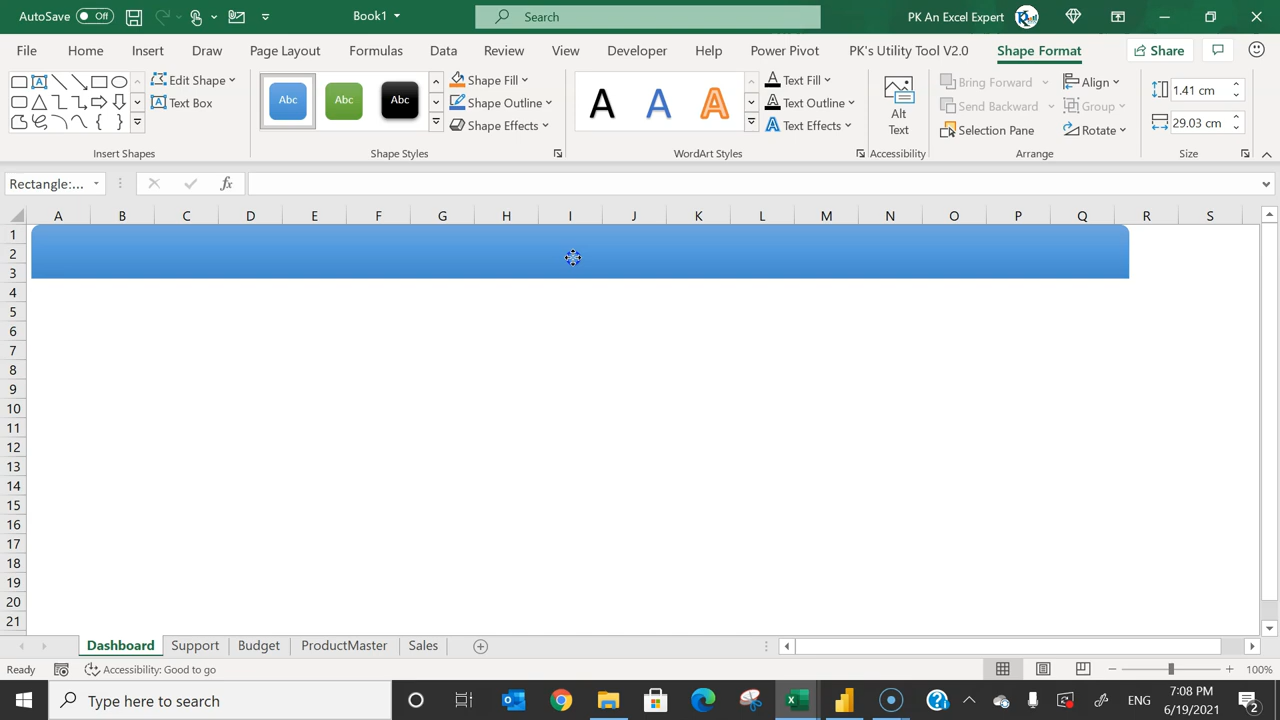 AutoSave Off Book1 Search PK An Excel Expert
File Home Insert Draw Page Layout Formulas Data Review View Developer Help Power Pivot PK's Utility Tool V2.0 Shape Format Share
Edit Shape
Text Box
Insert Shapes
Abc Abc Abc
Shape Fill
Shape Outline
Shape Effects
Shape Styles
A A A
Text Fill
Text Outline
Text Effects
WordArt Styles
Alt
Text
Accessibility
Bring Forward
Send Backward
Selection Pane
Align
Group
Rotate
Arrange
1.41 cm
29.03 cm
Size
Rectangle:... fx
A B C D E F G H I J K L M N O P Q R S
1
2
3
4
5
6
7
8
9
10
11
12
13
14
15
16
17
18
19
20
21
Dashboard Support Budget ProductMaster Sales
Ready Accessibility: Good to go 100%
Type here to search ENG 7:08 PM
6/19/2021 2